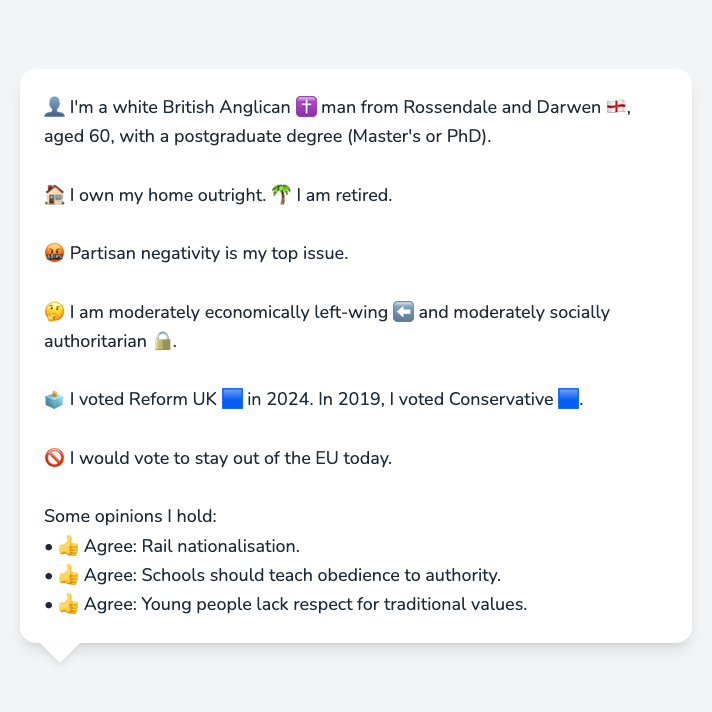 👤 I'm a white British Anglican ✝️ man from Rossendale and Darwen 🏴󠁧󠁢󠁥󠁮󠁧󠁿,
aged 60, with a postgraduate degree (Master's or PhD).
🏠 I own my home outright. 🌴 I am retired.
🤬 Partisan negativity is my top issue.
🤔 I am moderately economically left-wing ⬅️ and moderately socially
authoritarian 🔒.
🗳️ I voted Reform UK 🟦 in 2024. In 2019, I voted Conservative 🟦.
🚫 I would vote to stay out of the EU today.
Some opinions I hold:
• 👍 Agree: Rail nationalisation.
• 👍 Agree: Schools should teach obedience to authority.
• 👍 Agree: Young people lack respect for traditional values.